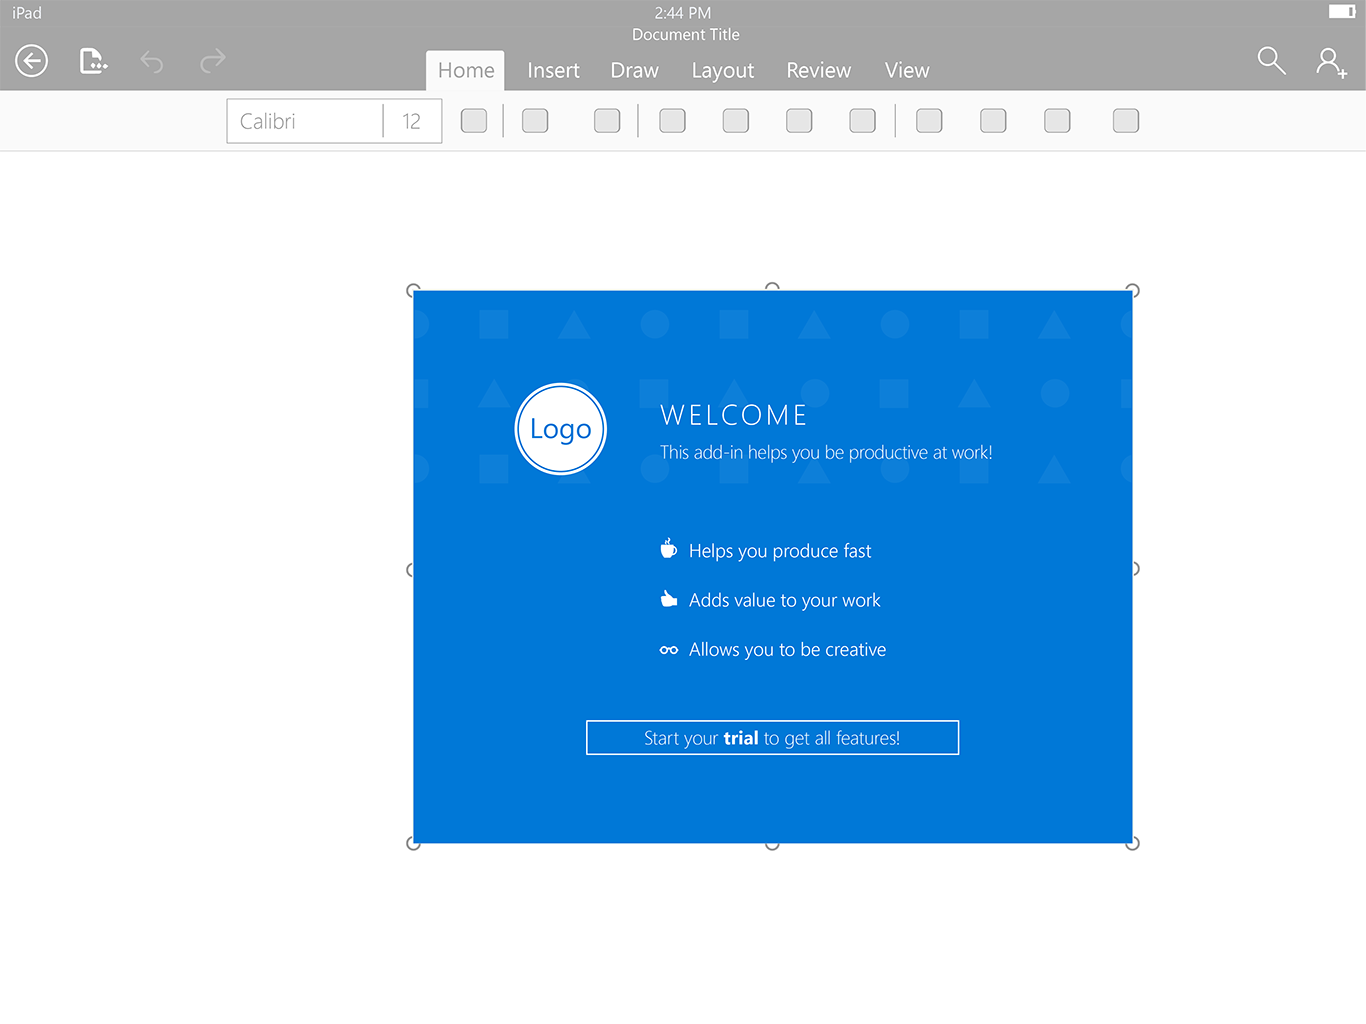 iPad
2:44 PM
Document Title
Home Insert Draw Layout Review View
Calibri 12
Logo
WELCOME
This add-in helps you be productive at work!
Helps you produce fast
Adds value to your work
Allows you to be creative
Start your trial to get all features!